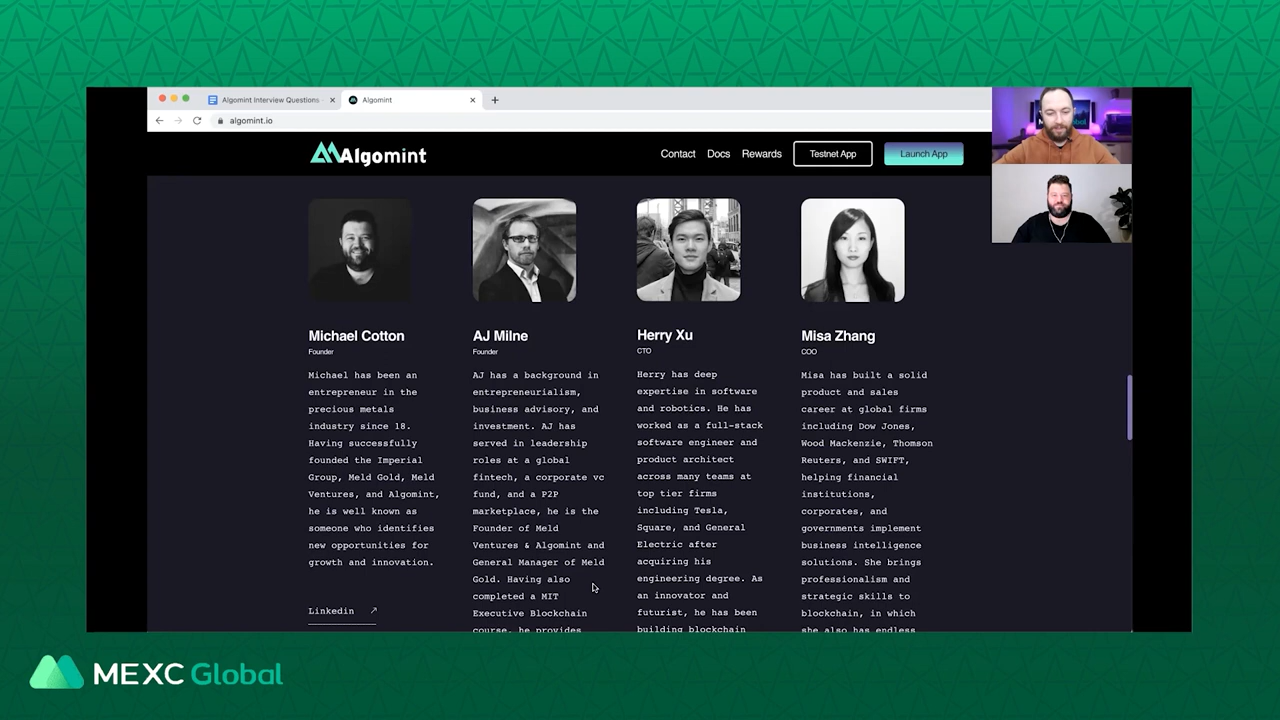 Algomint Interview Questions
Algomint
algomint.io
Algomint
Contact
Docs
Rewards
Testnet App
Launch App
Michael Cotton
Founder
Michael has been an
entrepreneur in the
precious metals
industry since 18.
Having successfully
founded the Imperial
Group, Meld Gold, Meld
Ventures, and Algomint,
he is well known as
someone who identifies
new opportunities for
growth and innovation.
Linkedin
AJ Milne
Founder
AJ has a background in
entrepreneurialism,
business advisory, and
investment. AJ has
served in leadership
roles at a global
fintech, a corporate vc
fund, and a P2P
marketplace, he is the
Founder of Meld
Ventures & Algomint and
General Manager of Meld
Gold. Having also
completed a MIT
Executive Blockchain
course, he provides
Herry Xu
CTO
Herry has deep
expertise in software
and robotics. He has
worked as a full-stack
software engineer and
product architect
across many teams at
top tier firms
including Tesla,
Square, and General
Electric after
acquiring his
engineering degree. As
an innovator and
futurist, he has been
building blockchain
Misa Zhang
COO
Misa has built a solid
product and sales
career at global firms
including Dow Jones,
Wood Mackenzie, Thomson
Reuters, and SWIFT,
helping financial
institutions,
corporates, and
governments implement
business intelligence
solutions. She brings
professionalism and
strategic skills to
blockchain, in which
she also has endless
MEXC Global